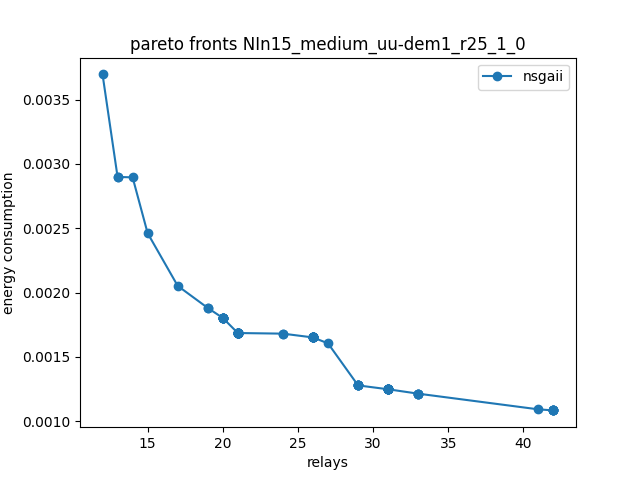 pareto fronts NIn15_medium_uu-dem1_r25_1_0
nsgaii
energy consumption
0.0035
0.0030
0.0025
0.0020
0.0015
0.0010
15 20 25 30 35 40
relays